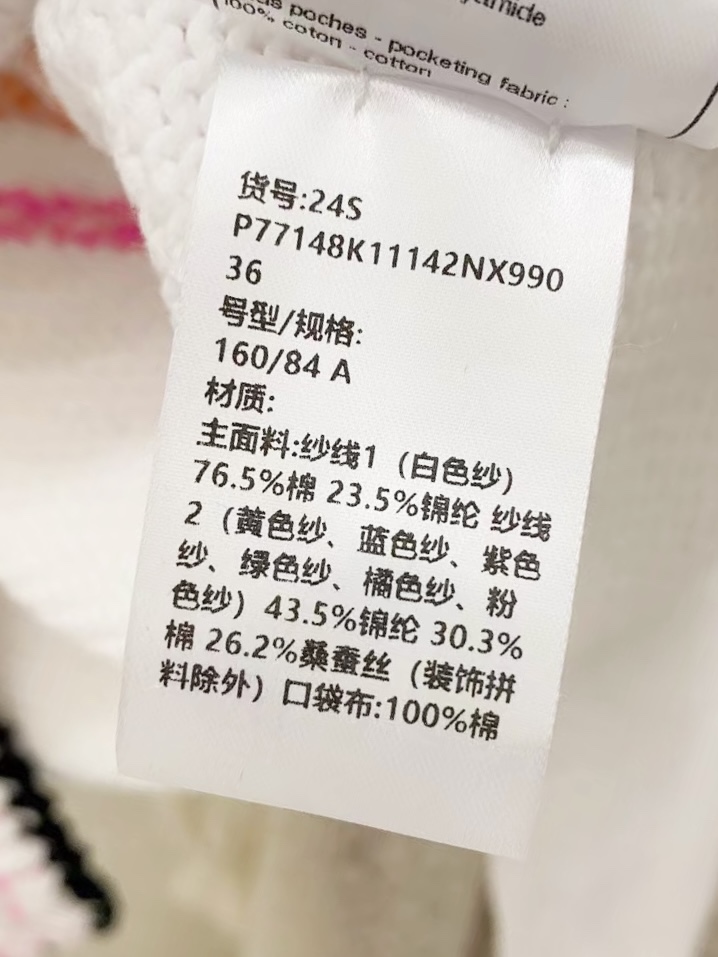 poches - pocketing fabric :
100% coton - cotton
货号:24S
P77148K11142NX990
36
号型/规格:
160/84 A
材质:
主面料:纱线1（白色纱）
76.5%棉 23.5%锦纶 纱线
2（黄色纱、蓝色纱、紫色
纱、绿色纱、橘色纱、粉
色纱）43.5%锦纶 30.3%
棉 26.2%桑蚕丝（装饰拼
料除外）口袋布:100%棉